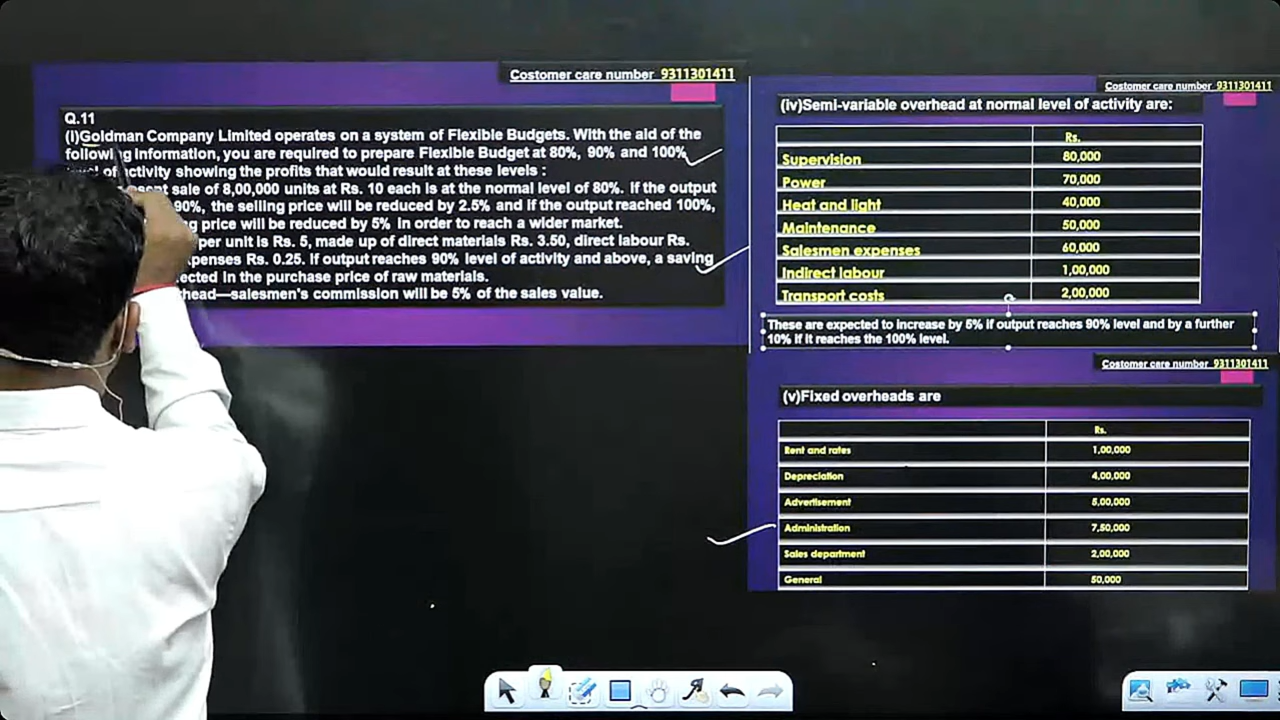 Costomer care number 9311301411
Q.11
(i)Goldman Company Limited operates on a system of Flexible Budgets. With the aid of the
following information, you are required to prepare Flexible Budget at 80%, 90% and 100%
of activity showing the profits that would result at these levels :
sale of 8,00,000 units at Rs. 10 each is at the normal level of 80%. If the output
90%, the selling price will be reduced by 2.5% and if the output reached 100%,
price will be reduced by 5% in order to reach a wider market.
per unit is Rs. 5, made up of direct materials Rs. 3.50, direct labour Rs.
Rs. 0.25. If output reaches 90% level of activity and above, a saving
in the purchase price of raw materials.
salesmen's commission will be 5% of the sales value.
Costomer care number 9311301411
(iv)Semi-variable overhead at normal level of activity are:
Rs.
Supervision 80,000
Power 70,000
Heat and light 40,000
Maintenance 50,000
Salesmen expenses 60,000
Indirect labour 1,00,000
Transport costs 2,00,000
These are expected to increase by 5% if output reaches 90% level and by a further
10% if it reaches the 100% level.
Costomer care number 9311301411
(v)Fixed overheads are
Rs.
Rent and rates 1,00,000
Depreciation 4,00,000
Advertisement 5,00,000
Administration 7,50,000
Sales department 2,00,000
General 50,000